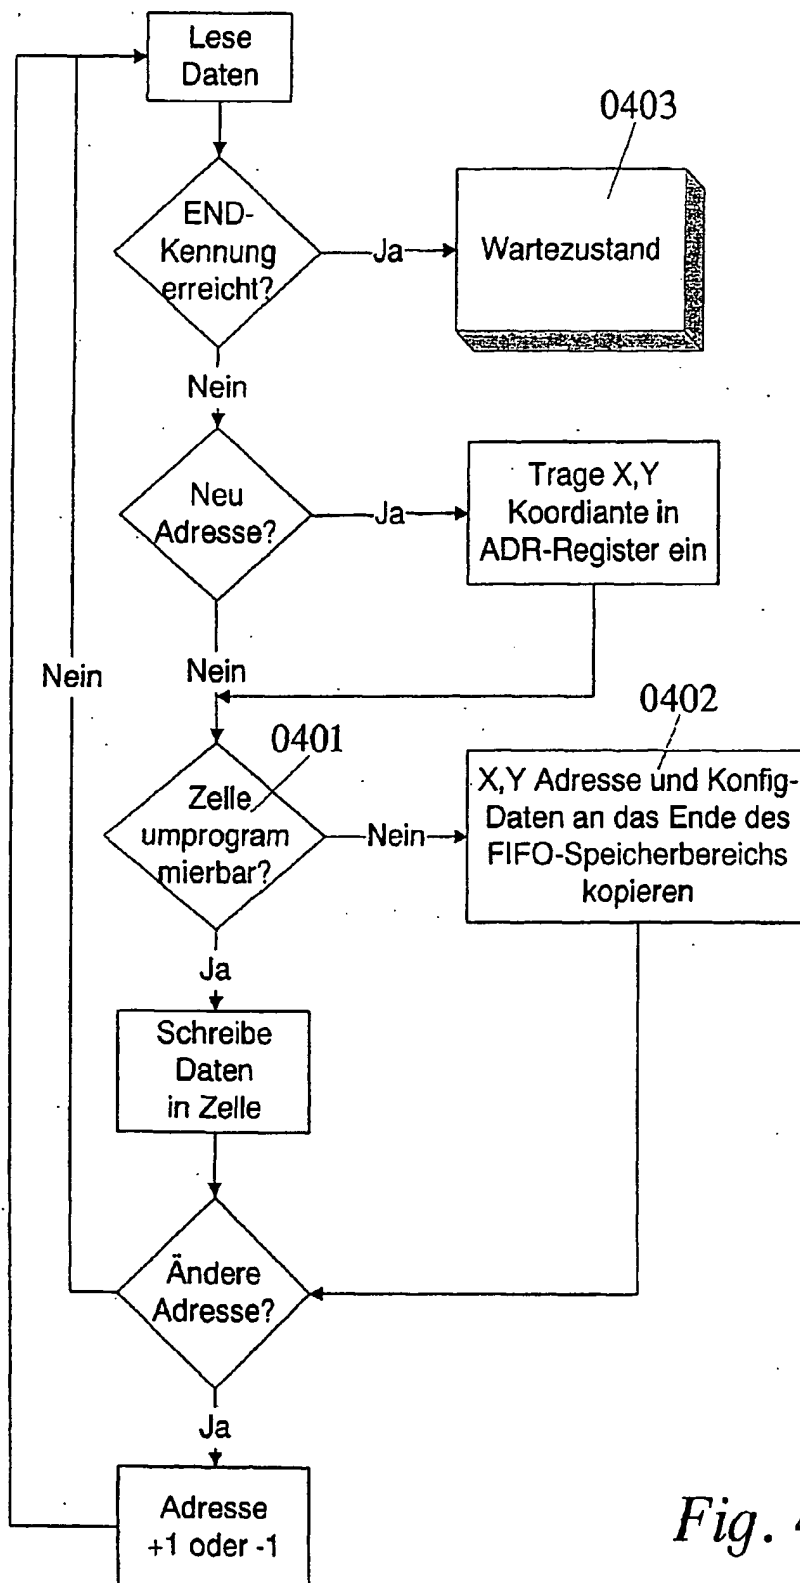 Lese
Daten
0403
END-
Kennung
erreicht?
Ja
Wartezustand
Nein
Neu
Adresse?
Ja
Trage X,Y
Koordiante in
ADR-Register ein
Nein
Nein
0401
0402
Zelle
umprogram
mierbar?
Nein
X,Y Adresse und Konfig-
Daten an das Ende des
FIFO-Speicherbereichs
kopieren
Ja
Schreibe
Daten
in Zelle
Ändere
Adresse?
Ja
Adresse
+1 oder -1
Fig. 4